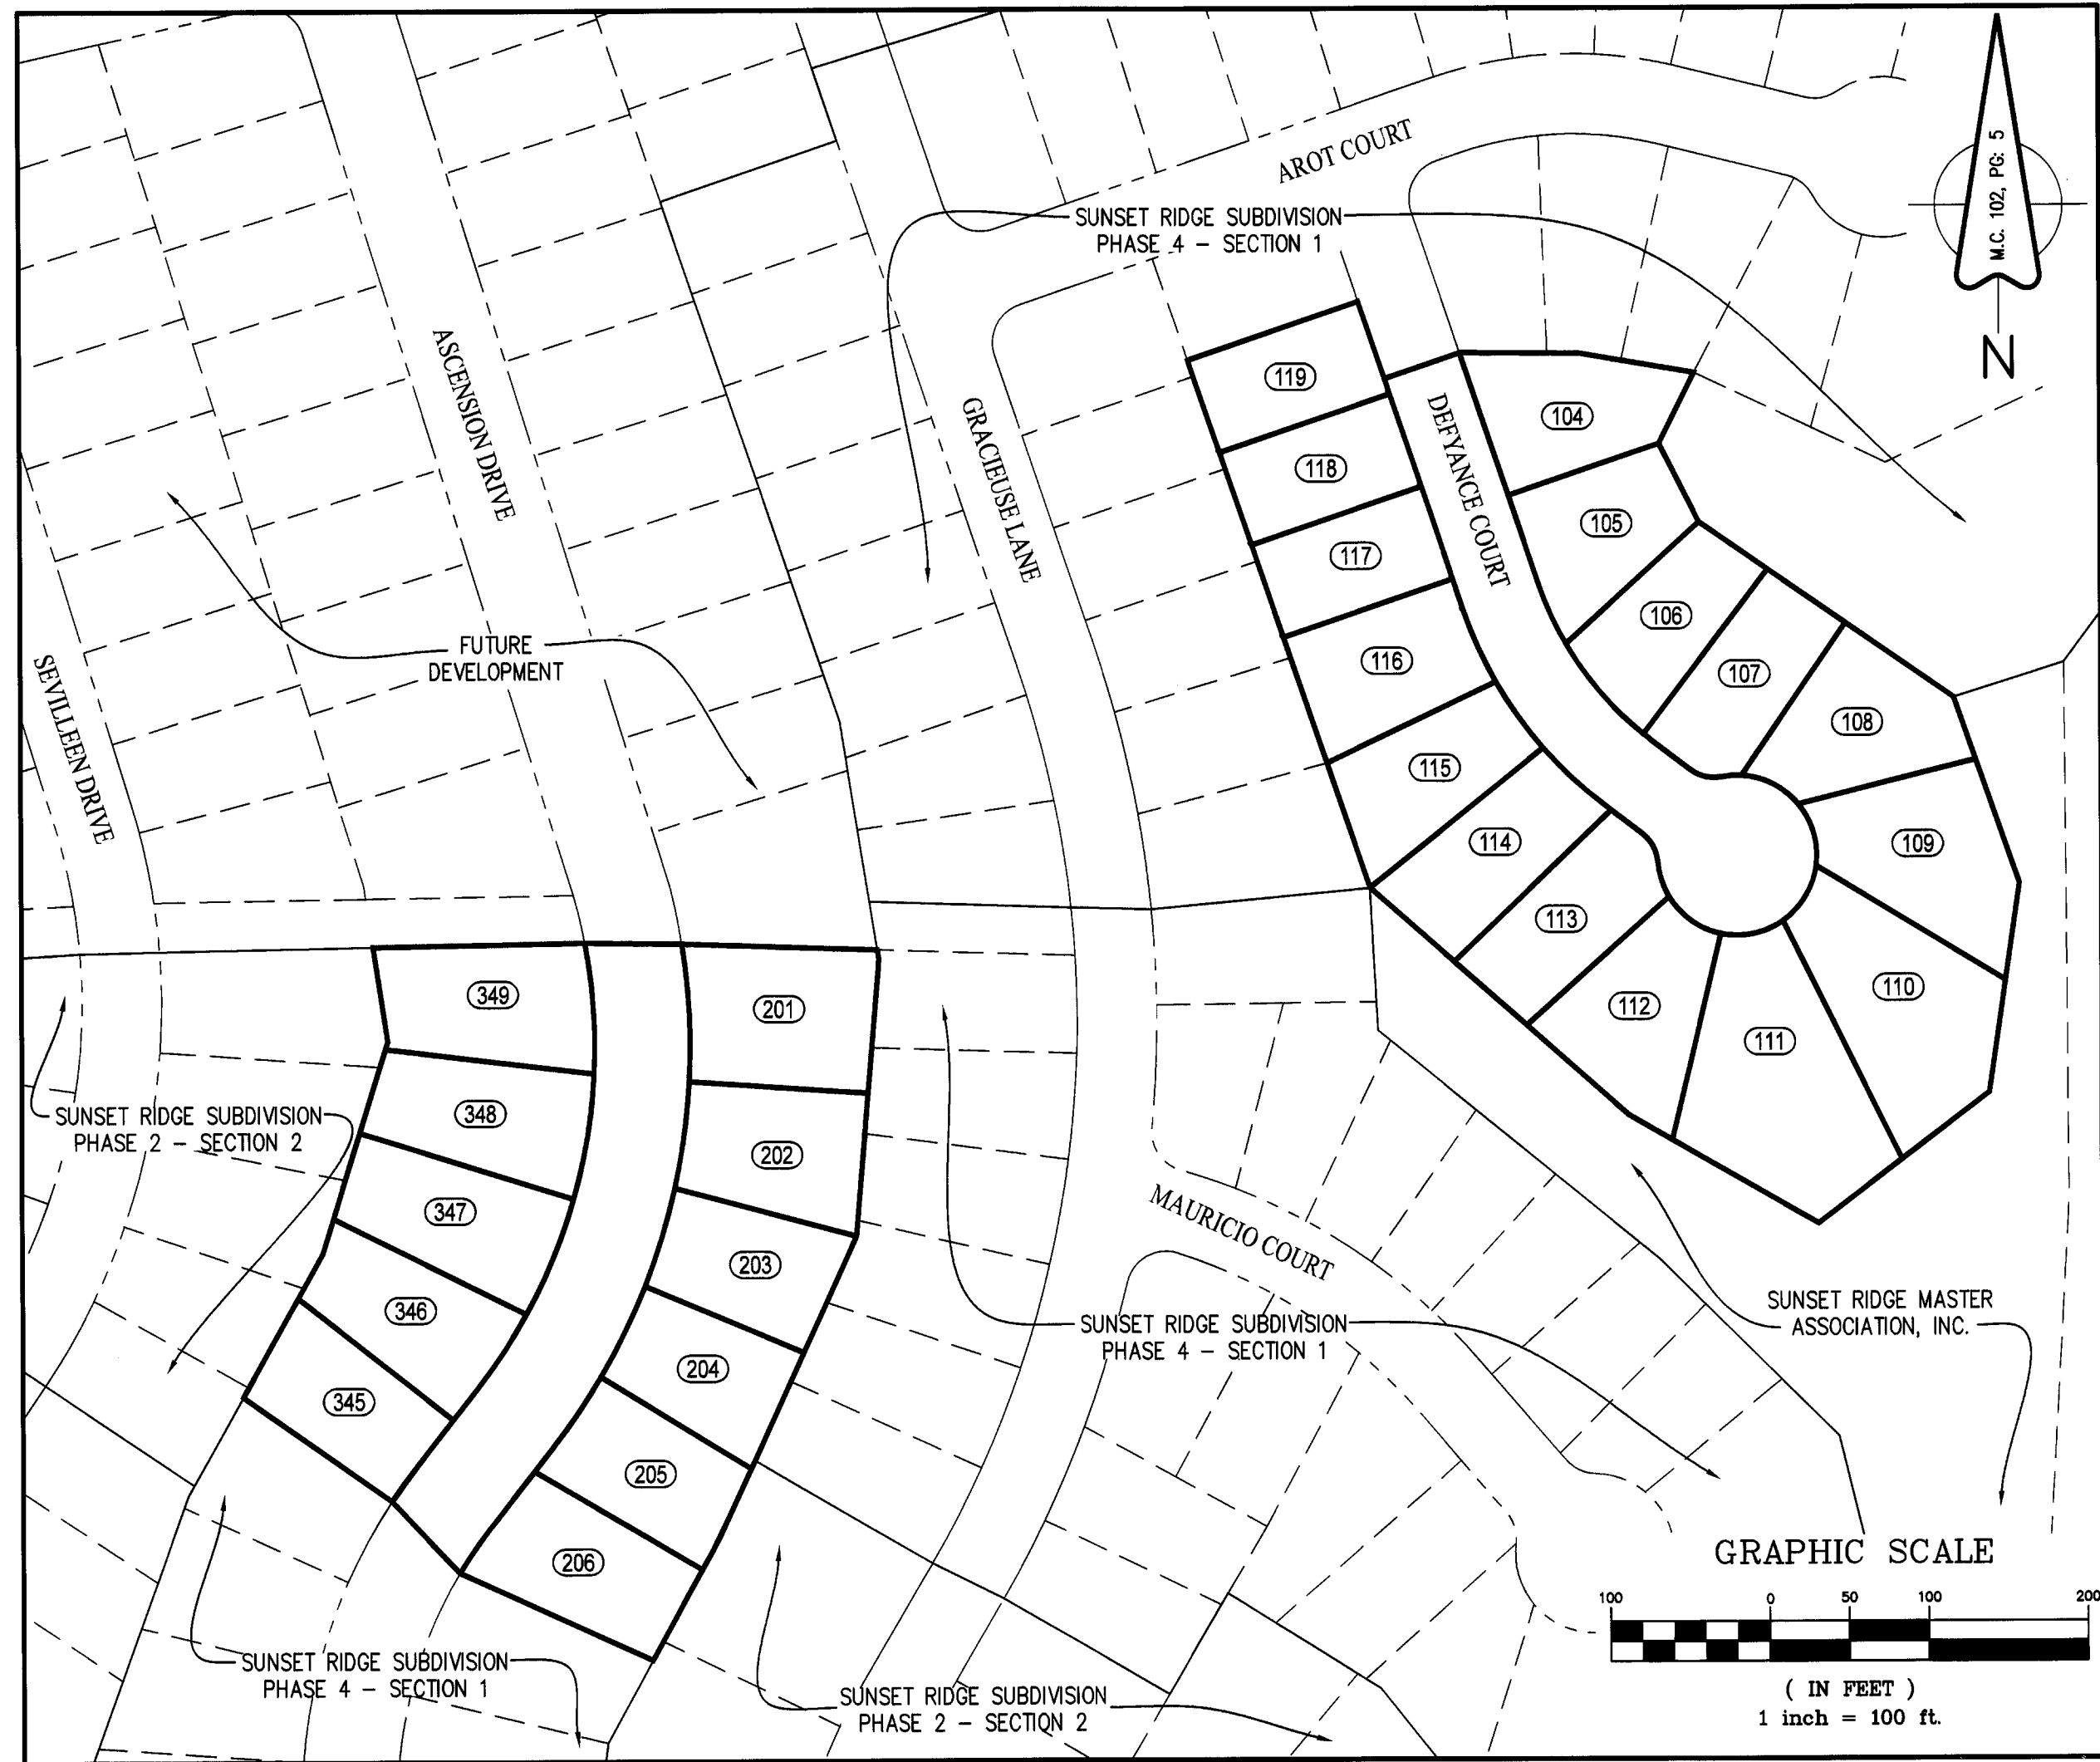 AROT COURT
SUNSET RIDGE SUBDIVISION
PHASE 4 – SECTION 1
M.C. 102, PG: 5
N
ASCENSION DRIVE
GRACIEUSE LANE
DEFYANCE COURT
119
104
118
105
117
106
116
107
108
115
114
109
113
110
112
111
FUTURE
DEVELOPMENT
SEVILLEEN DRIVE
349
201
348
202
347
203
346
204
345
205
206
SUNSET RIDGE SUBDIVISION
PHASE 2 – SECTION 2
MAURICIO COURT
SUNSET RIDGE SUBDIVISION
PHASE 4 – SECTION 1
SUNSET RIDGE MASTER
ASSOCIATION, INC.
SUNSET RIDGE SUBDIVISION
PHASE 4 – SECTION 1
SUNSET RIDGE SUBDIVISION
PHASE 2 – SECTION 2
GRAPHIC SCALE
100 0 50 100 200
( IN FEET )
1 inch = 100 ft.